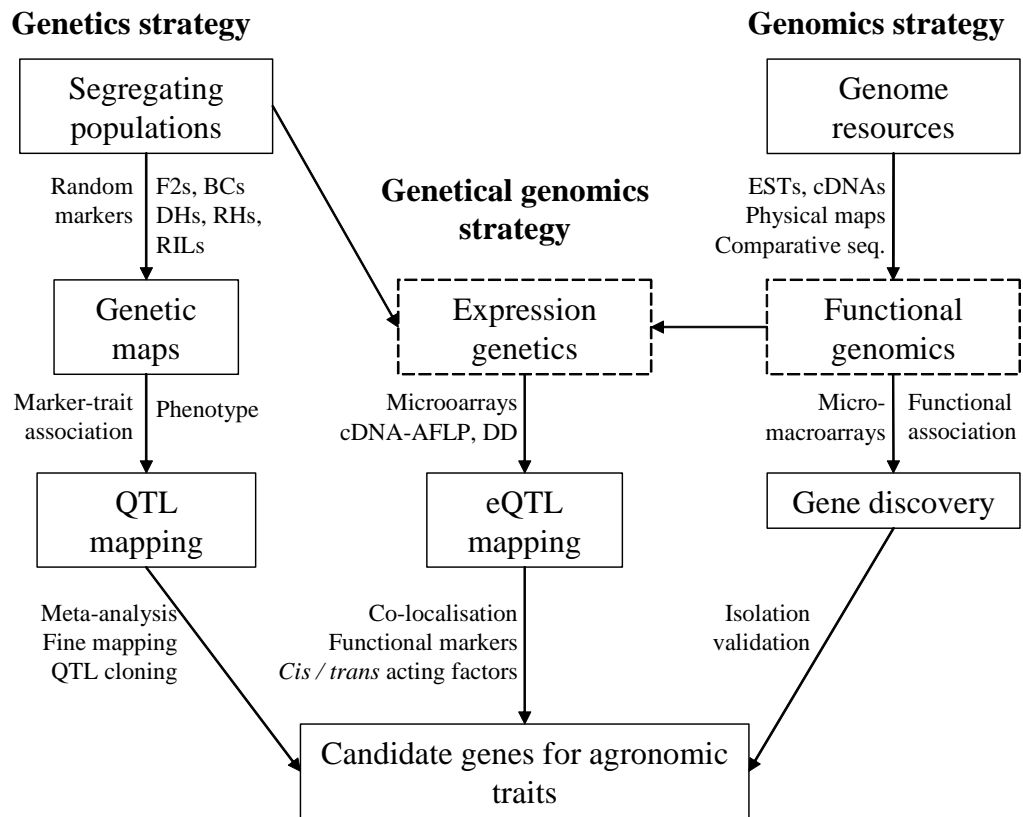 Genetics strategy
Genomics strategy
Segregating
populations
Genome
resources
Random
markers
F2s, BCs
DHs, RHs,
RILs
Genetical genomics
strategy
ESTs, cDNAs
Physical maps
Comparative seq.
Genetic
maps
Expression
genetics
Functional
genomics
Marker-trait
association
Phenotype
Microoarrays
cDNA-AFLP, DD
Micro-
macroarrays
Functional
association
QTL
mapping
eQTL
mapping
Gene discovery
Meta-analysis
Fine mapping
QTL cloning
Co-localisation
Functional markers
Cis / trans acting factors
Isolation
validation
Candidate genes for agronomic
traits